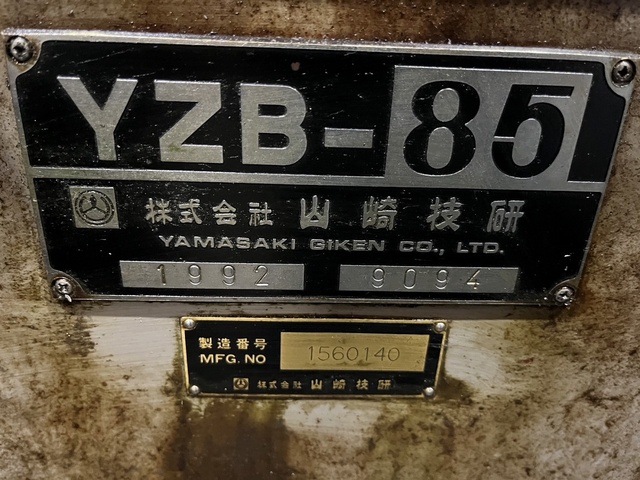 YZB-85
株式会社 山崎技研
YAMASAKI GIKEN CO., LTD.
1992 9094
製造番号
MFG. NO 1560140
株式会社 山崎技研